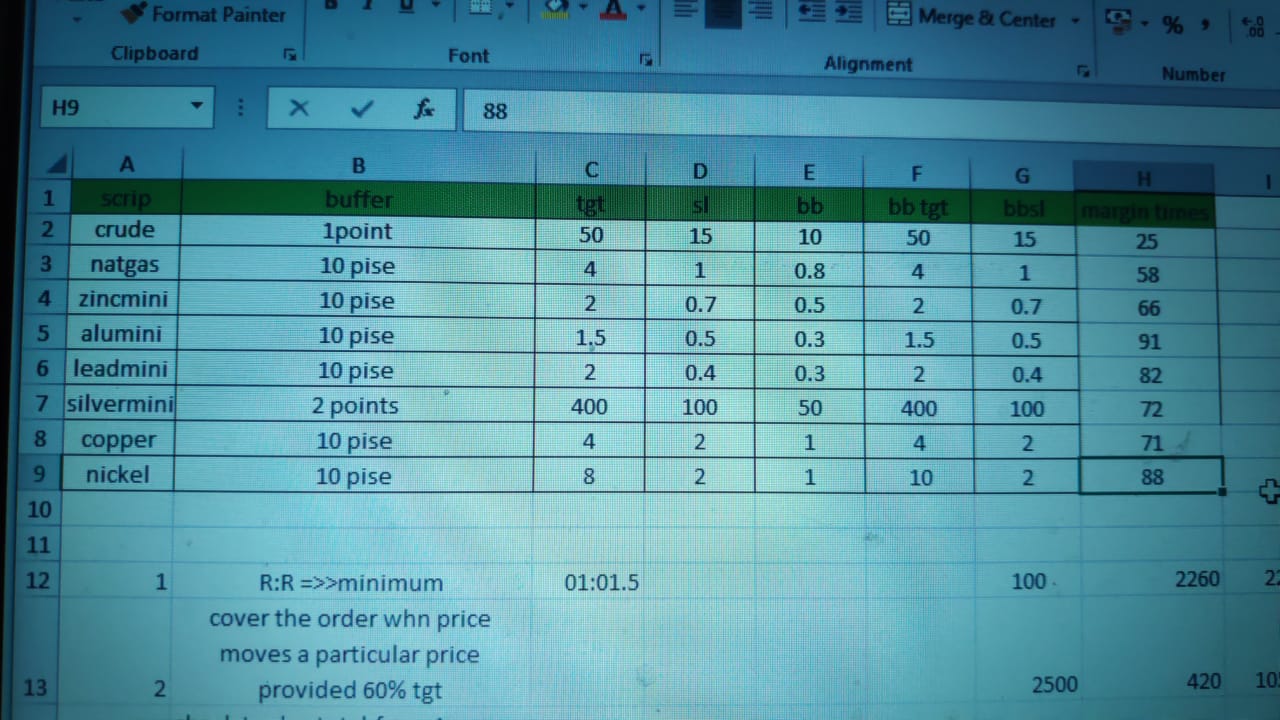 Format Painter
B I U A Merge & Center % ,
Clipboard Font Alignment Number
H9 fx 88
A B C D E F G H I
1 scrip buffer tgt sl bb bb tgt bbsl margin times
2 crude 1point 50 15 10 50 15 25
3 natgas 10 pise 4 1 0.8 4 1 58
4 zincmini 10 pise 2 0.7 0.5 2 0.7 66
5 alumini 10 pise 1.5 0.5 0.3 1.5 0.5 91
6 leadmini 10 pise 2 0.4 0.3 2 0.4 82
7 silvermini 2 points 400 100 50 400 100 72
8 copper 10 pise 4 2 1 4 2 71
9 nickel 10 pise 8 2 1 10 2 88
10
11
12 1 R:R =>>minimum 01:01.5 100 2260
cover the order whn price
moves a particular price
13 2 provided 60% tgt 2500 420